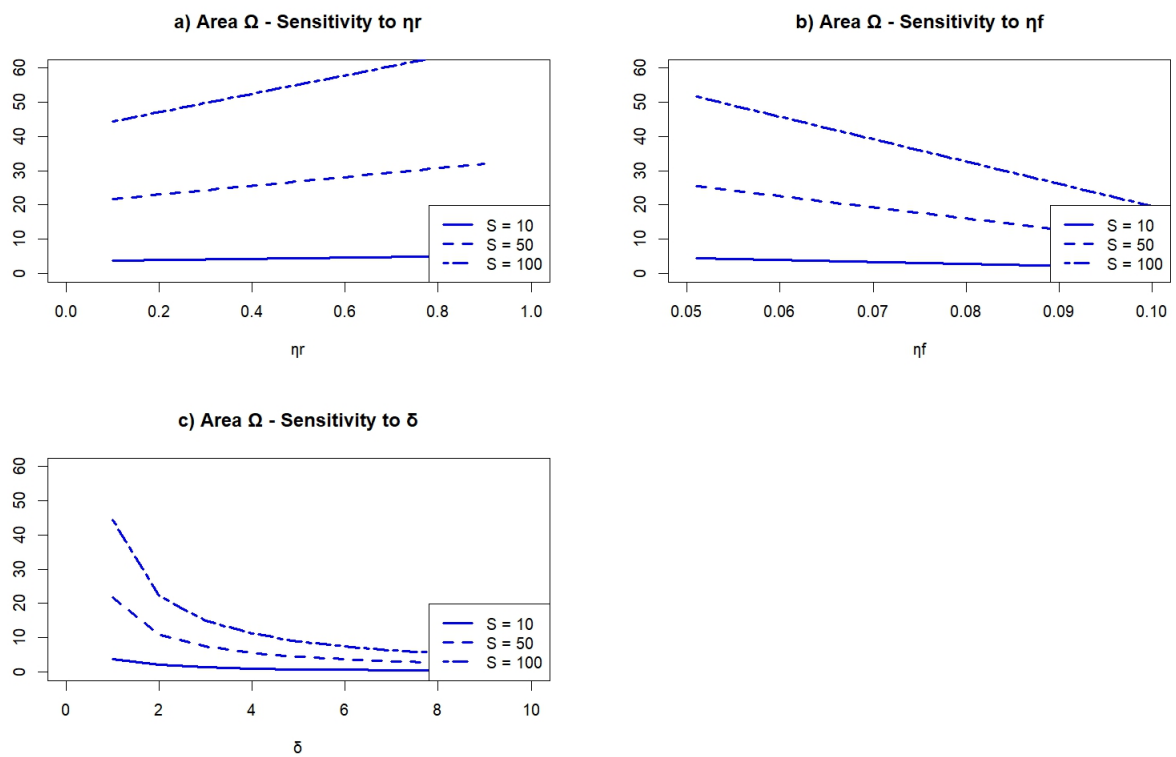 a) Area Ω - Sensitivity to ηr
60
50
40
30
20
10
0
S = 10
S = 50
S = 100
0.0 0.2 0.4 0.6 0.8 1.0
ηr
b) Area Ω - Sensitivity to ηf
60
50
40
30
20
10
0
S = 10
S = 50
S = 100
0.05 0.06 0.07 0.08 0.09 0.10
ηf
c) Area Ω - Sensitivity to δ
60
50
40
30
20
10
0
S = 10
S = 50
S = 100
0 2 4 6 8 10
δ